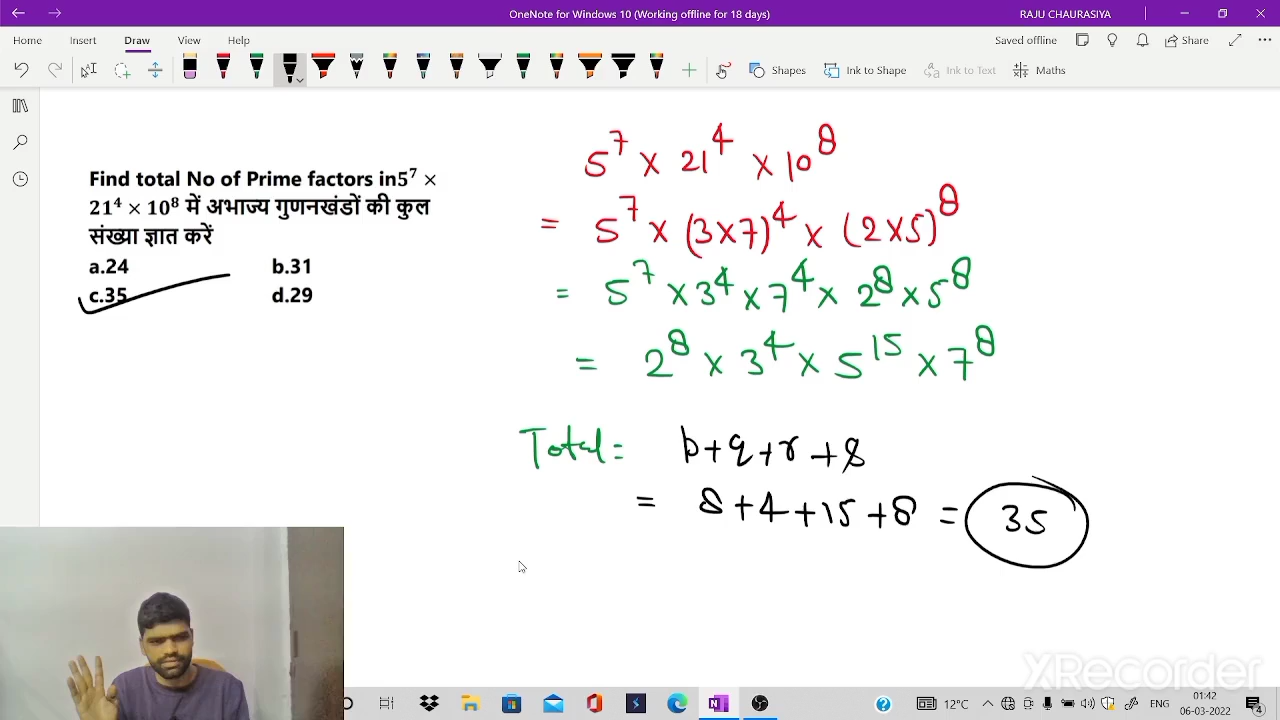 OneNote for Windows 10 (Working offline for 18 days)
RAJU CHAURASIYA
Home Insert Draw View Help
Saved offline
Share
Shapes
Ink to Shape
Ink to Text
Maths
Find total No of Prime factors in5⁷ ×
21⁴ × 10⁸ में अभाज्य गुणनखंडों की कुल
संख्या ज्ञात करें
a.24 b.31
c.35 d.29
5⁷ × 21⁴ × 10⁸
= 5⁷ × (3×7)⁴ × (2×5)⁸
= 5⁷ × 3⁴ × 7⁴ × 2⁸ × 5⁸
= 2⁸ × 3⁴ × 5¹⁵ × 7⁸
Total = p+q+r+s
= 8+4+15+8 = 35
XRecorder
12°C
ENG
01:42
06-03-2022
4